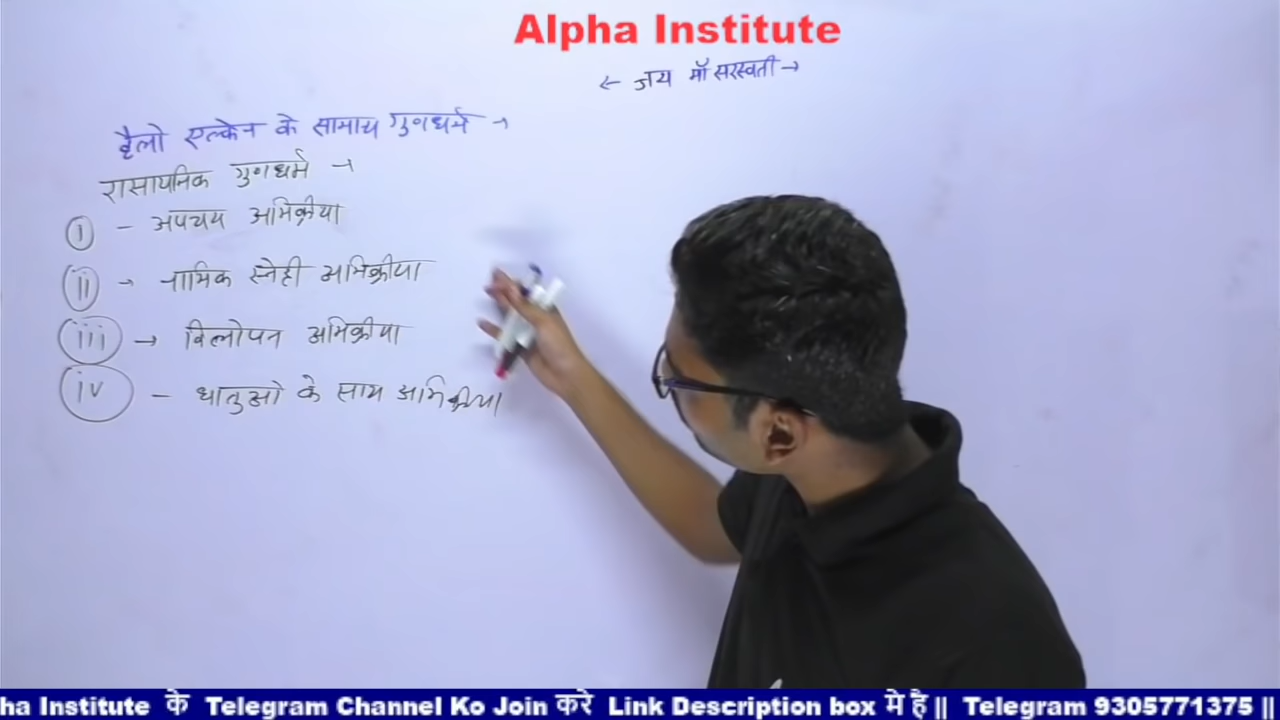 Alpha Institute
← जय माँ सरस्वती →
हैलो एल्केन के सामान्य गुणधर्म →
रासायनिक गुणधर्म →
i - अपचयन अभिक्रीया
ii → नाभिक स्नेही अभिक्रीया
iii → विलोपन अभिक्रीया
iv - धातुओ के साथ अभिक्रीया
ha Institute के Telegram Channel Ko Join करे Link Description box मे है || Telegram 9305771375 ||